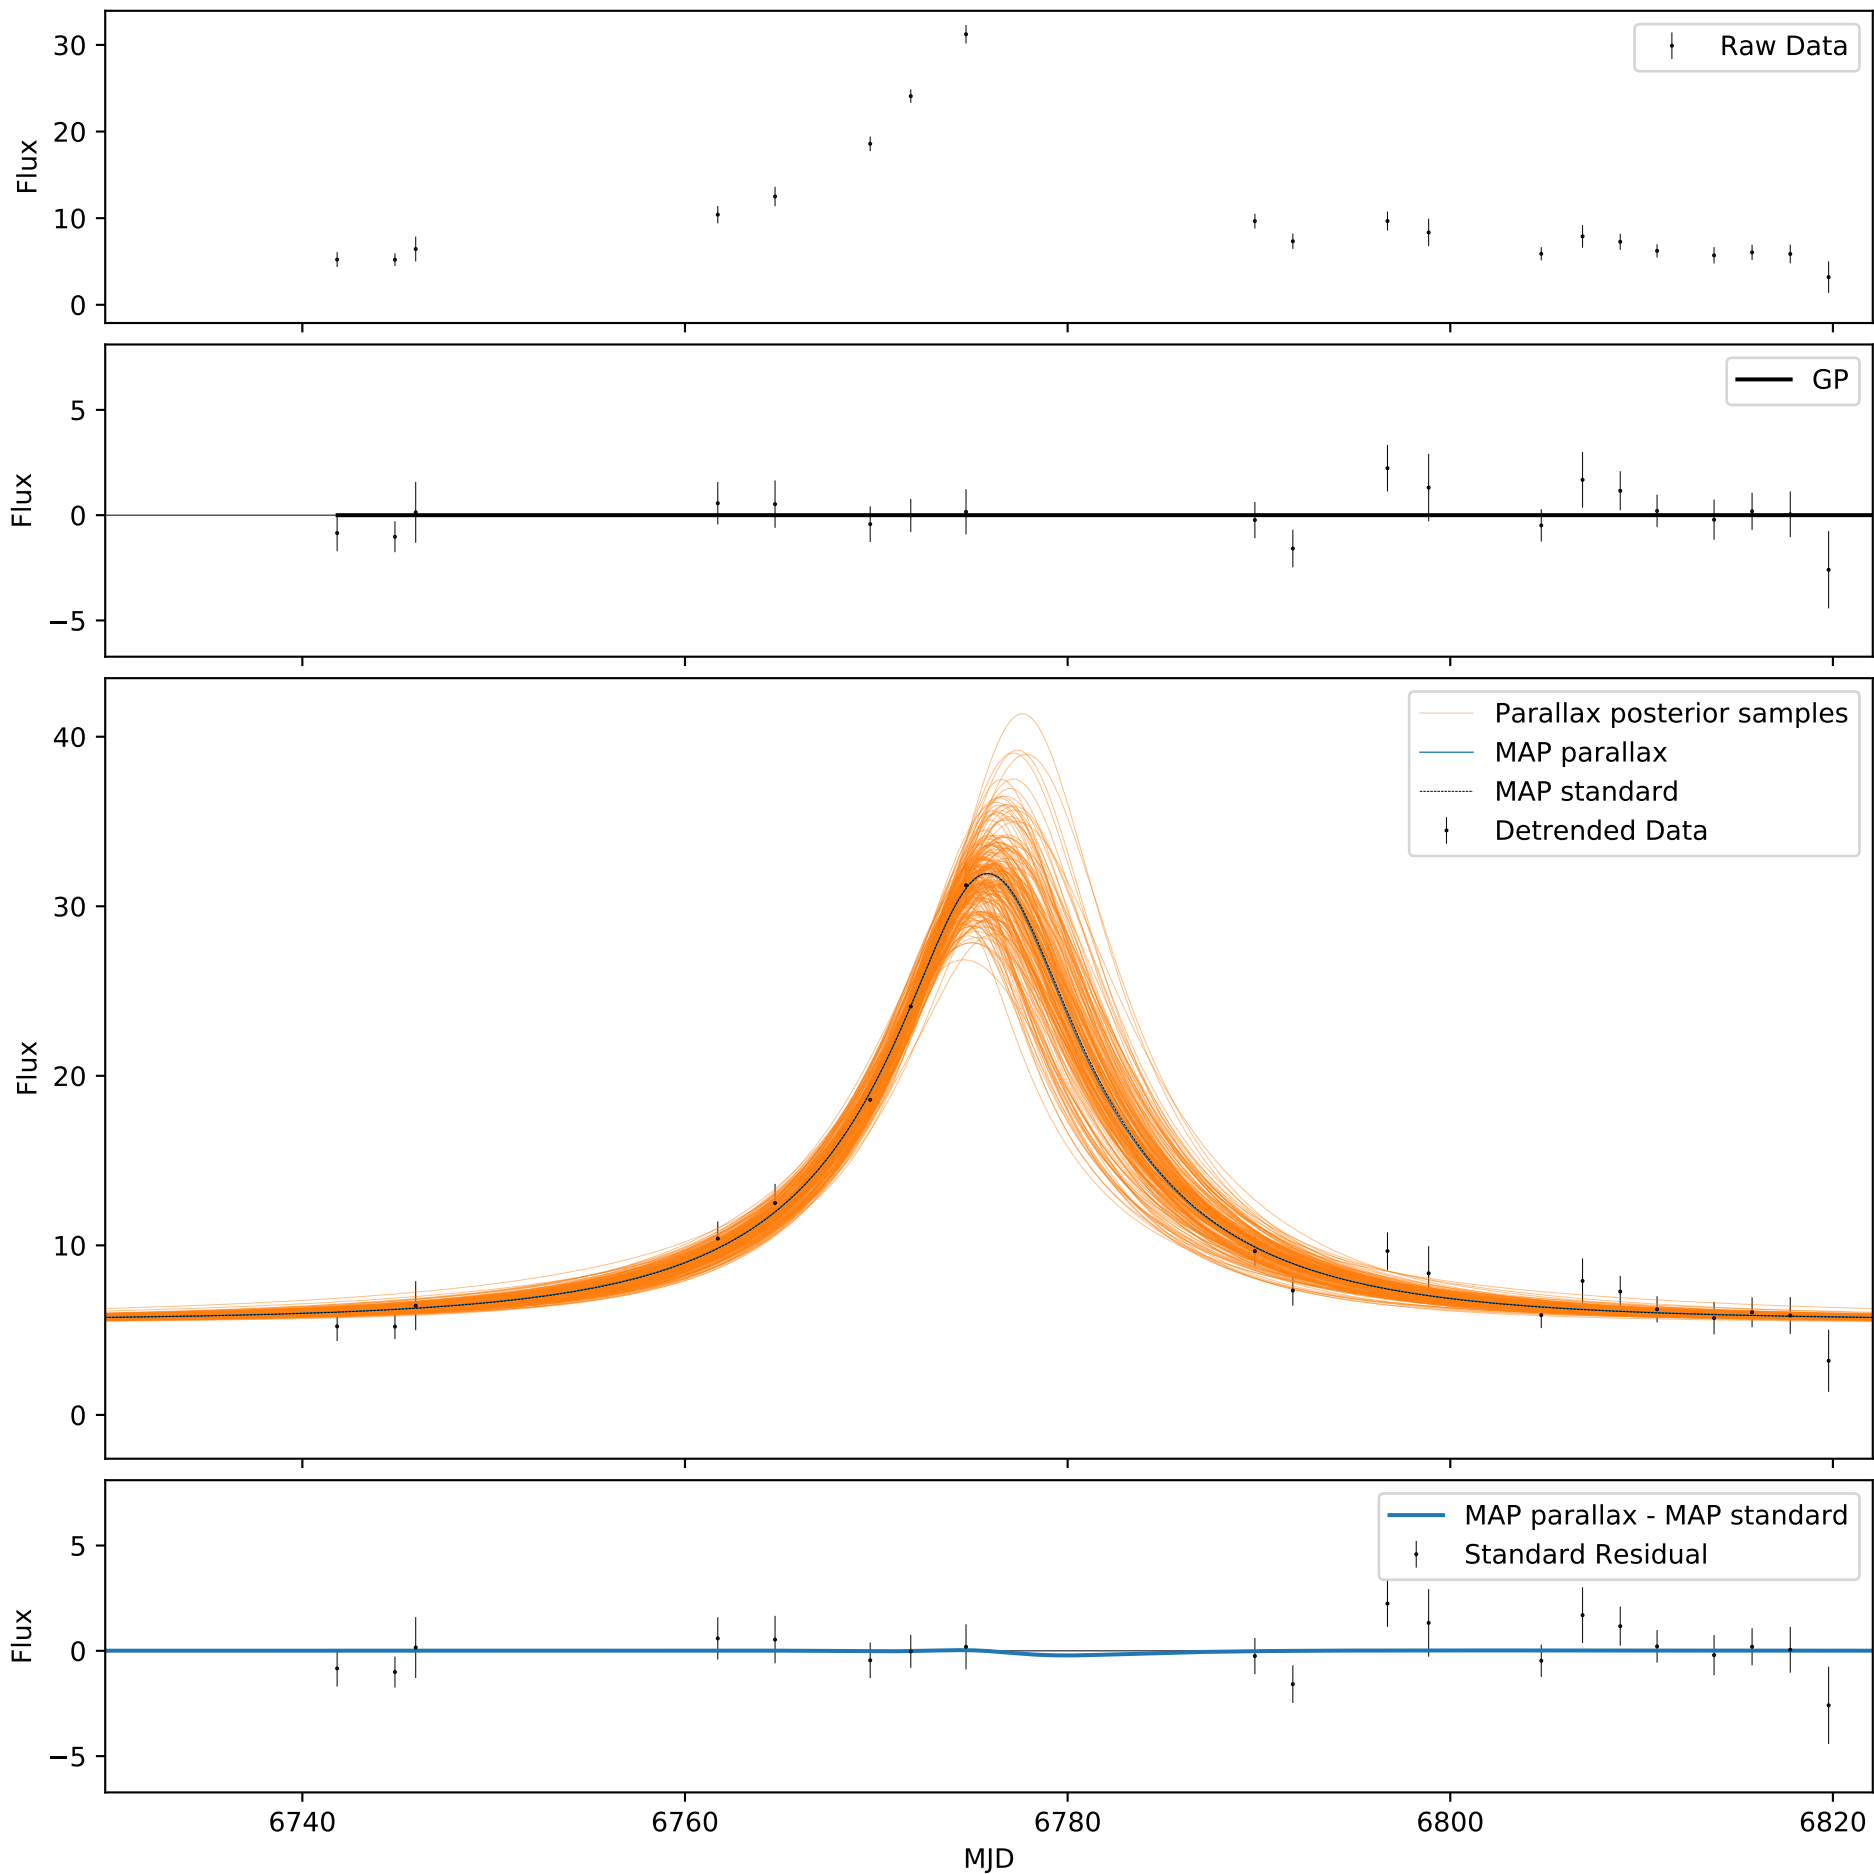 30
20
10
0
Flux
Raw Data
5
0
−5
Flux
GP
40
30
20
10
0
Flux
Parallax posterior samples
MAP parallax
MAP standard
Detrended Data
5
0
−5
Flux
MAP parallax - MAP standard
Standard Residual
6740 6760 6780 6800 6820
MJD